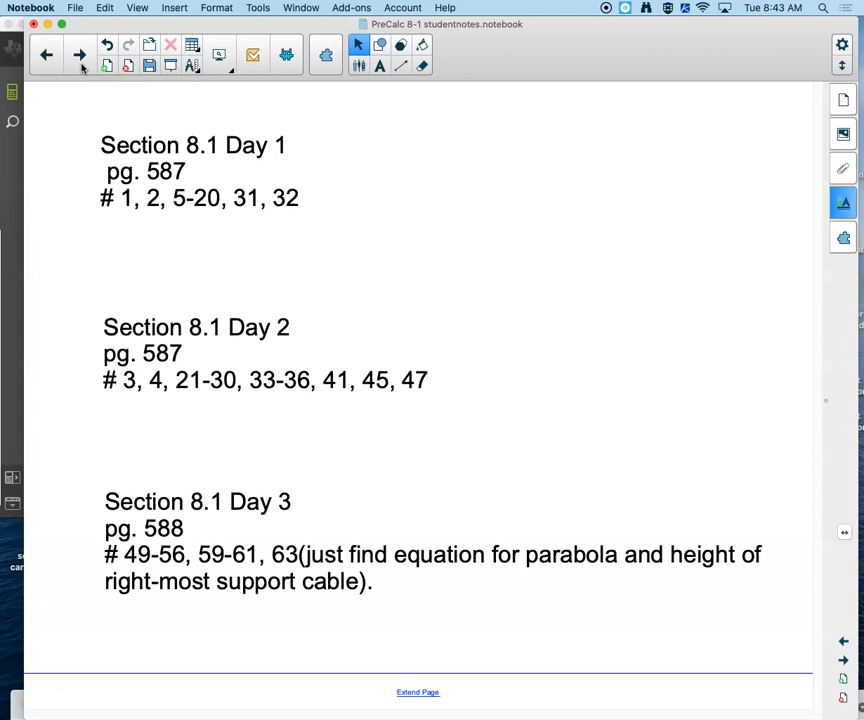 Notebook File Edit View Insert Format Tools Window Add-ons Account Help Tue 8:43 AM
PreCalc 8-1 studentnotes.notebook
Section 8.1 Day 1
pg. 587
# 1, 2, 5-20, 31, 32
Section 8.1 Day 2
pg. 587
# 3, 4, 21-30, 33-36, 41, 45, 47
Section 8.1 Day 3
pg. 588
# 49-56, 59-61, 63(just find equation for parabola and height of
right-most support cable).
Extend Page